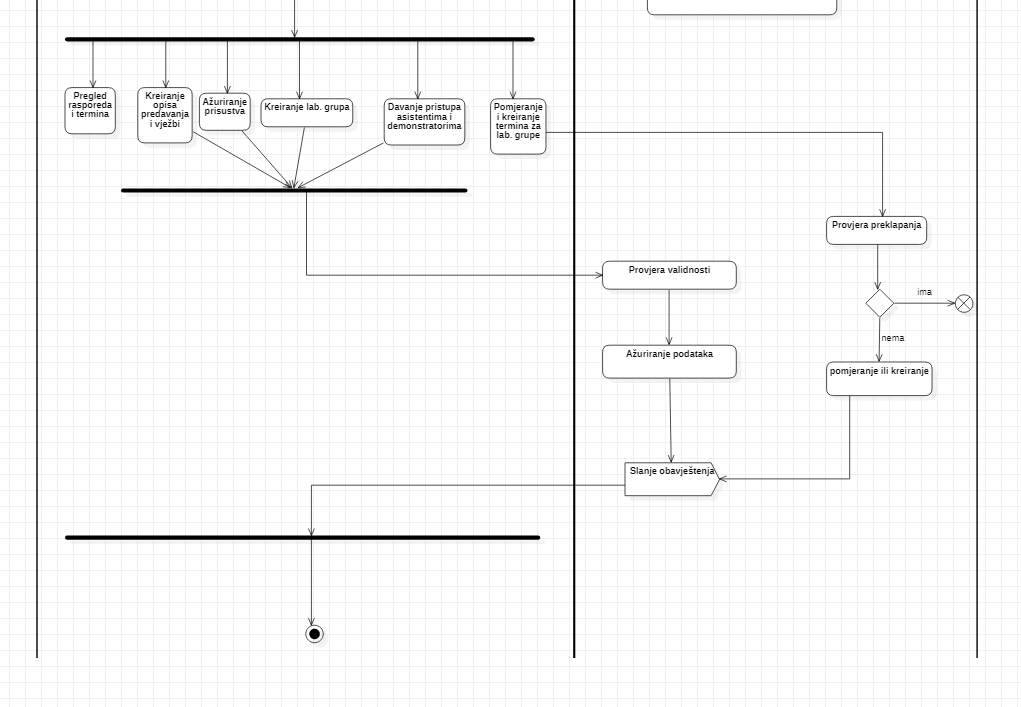 Pregled
rasporeda
i termina
Kreiranje
opisa
predavanja
i vježbi
Ažuriranje
prisustva
Kreiranje lab. grupa
Davanje pristupa
asistentima i
demonstratorima
Pomjeranje
i kreiranje
termina za
lab. grupe
Provjera preklapanja
Provjera validnosti
ima
nema
Ažuriranje podataka
pomjeranje ili kreiranje
Slanje obavještenja